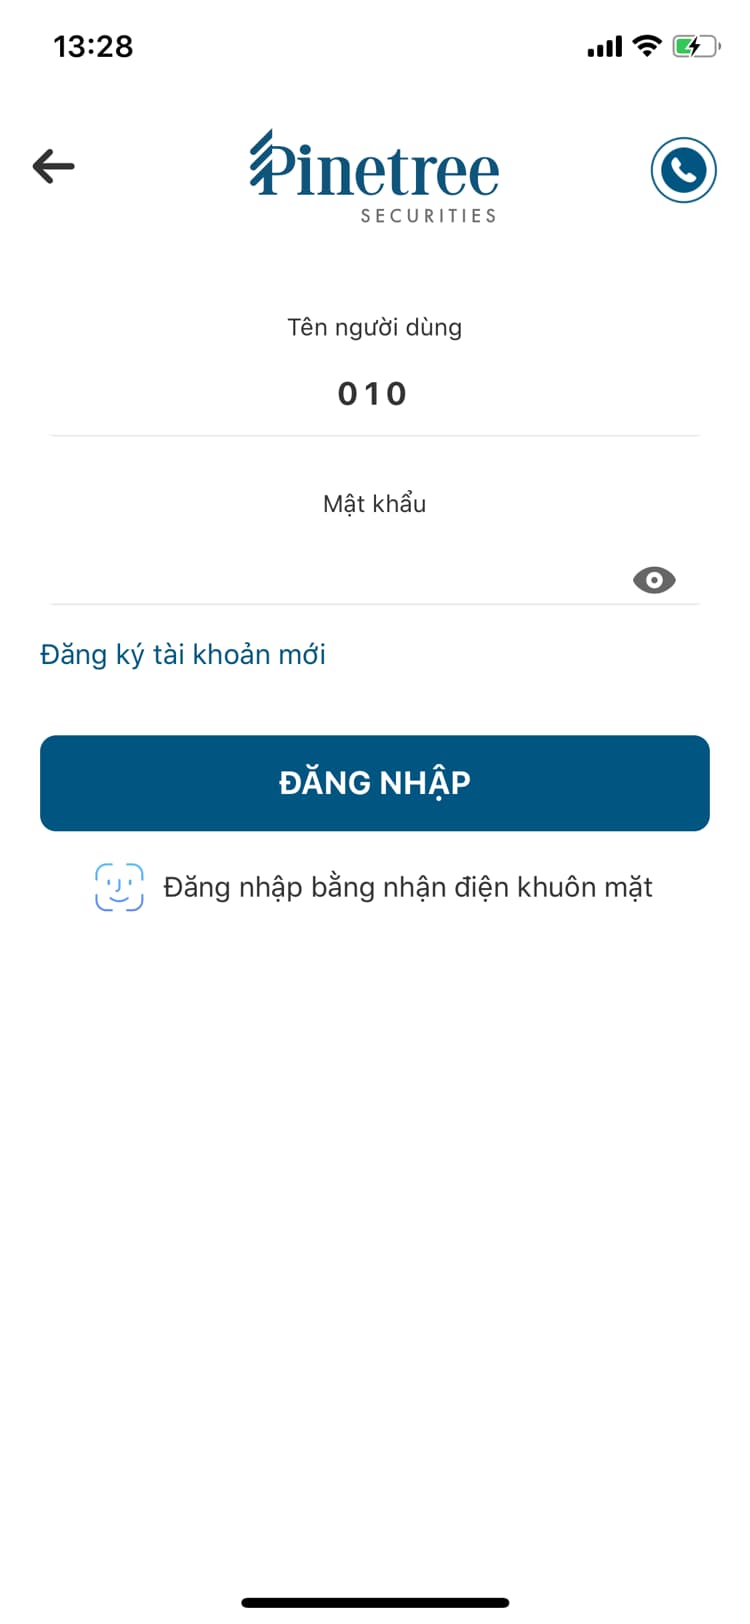 13:28
Pinetree
SECURITIES
Tên người dùng
010
Mật khẩu
Đăng ký tài khoản mới
ĐĂNG NHẬP
Đăng nhập bằng nhận điện khuôn mặt